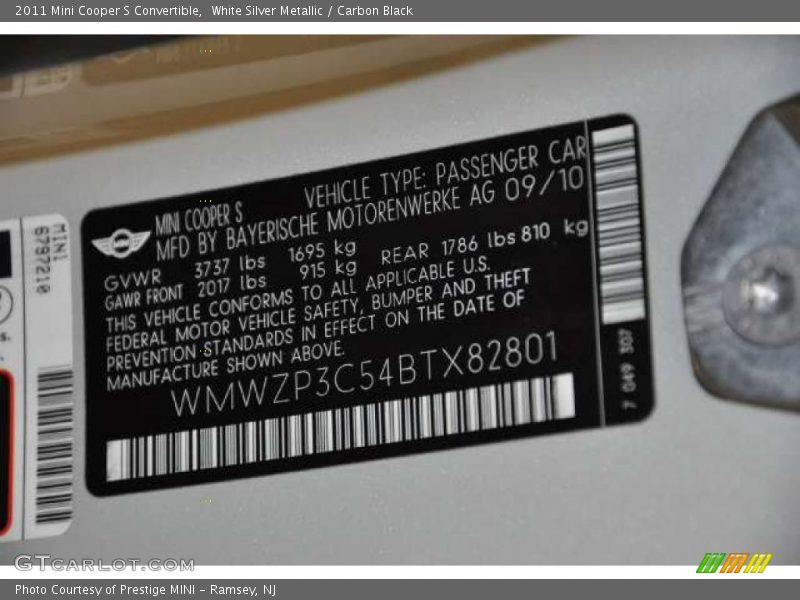 2011 Mini Cooper S Convertible, White Silver Metallic / Carbon Black
MINI COOPER S VEHICLE TYPE: PASSENGER CAR
MFD BY BAYERISCHE MOTORENWERKE AG 09/10
GVWR 3737 lbs 1695 kg
GAWR FRONT 2017 lbs 915 kg REAR 1786 lbs 810 kg
THIS VEHICLE CONFORMS TO ALL APPLICABLE U.S.
FEDERAL MOTOR VEHICLE SAFETY, BUMPER AND THEFT
PREVENTION STANDARDS IN EFFECT ON THE DATE OF
MANUFACTURE SHOWN ABOVE.
WMWZP3C54BTX82801
7 049 307
MINI
6797210
GTCARLOT.COM
Photo Courtesy of Prestige MINI - Ramsey, NJ